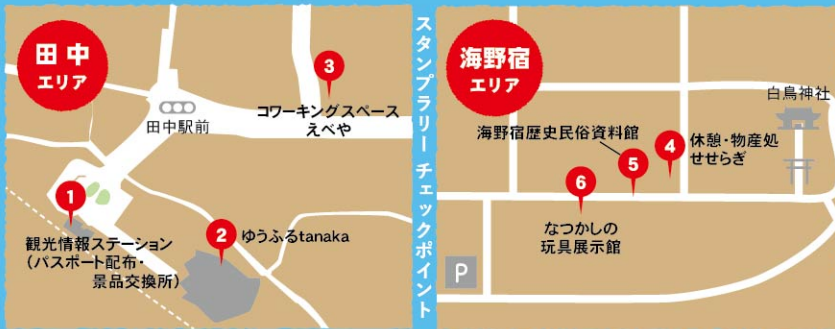 田中
エリア
3
コワーキングスペース
えべや
田中駅前
1
観光情報ステーション
(パスポート配布・
景品交換所)
2
ゆうふるtanaka
スタンプラリー チェックポイント
海野宿
エリア
白鳥神社
海野宿歴史民俗資料館
4
休憩・物産処
せせらぎ
5
6
なつかしの
玩具展示館
P